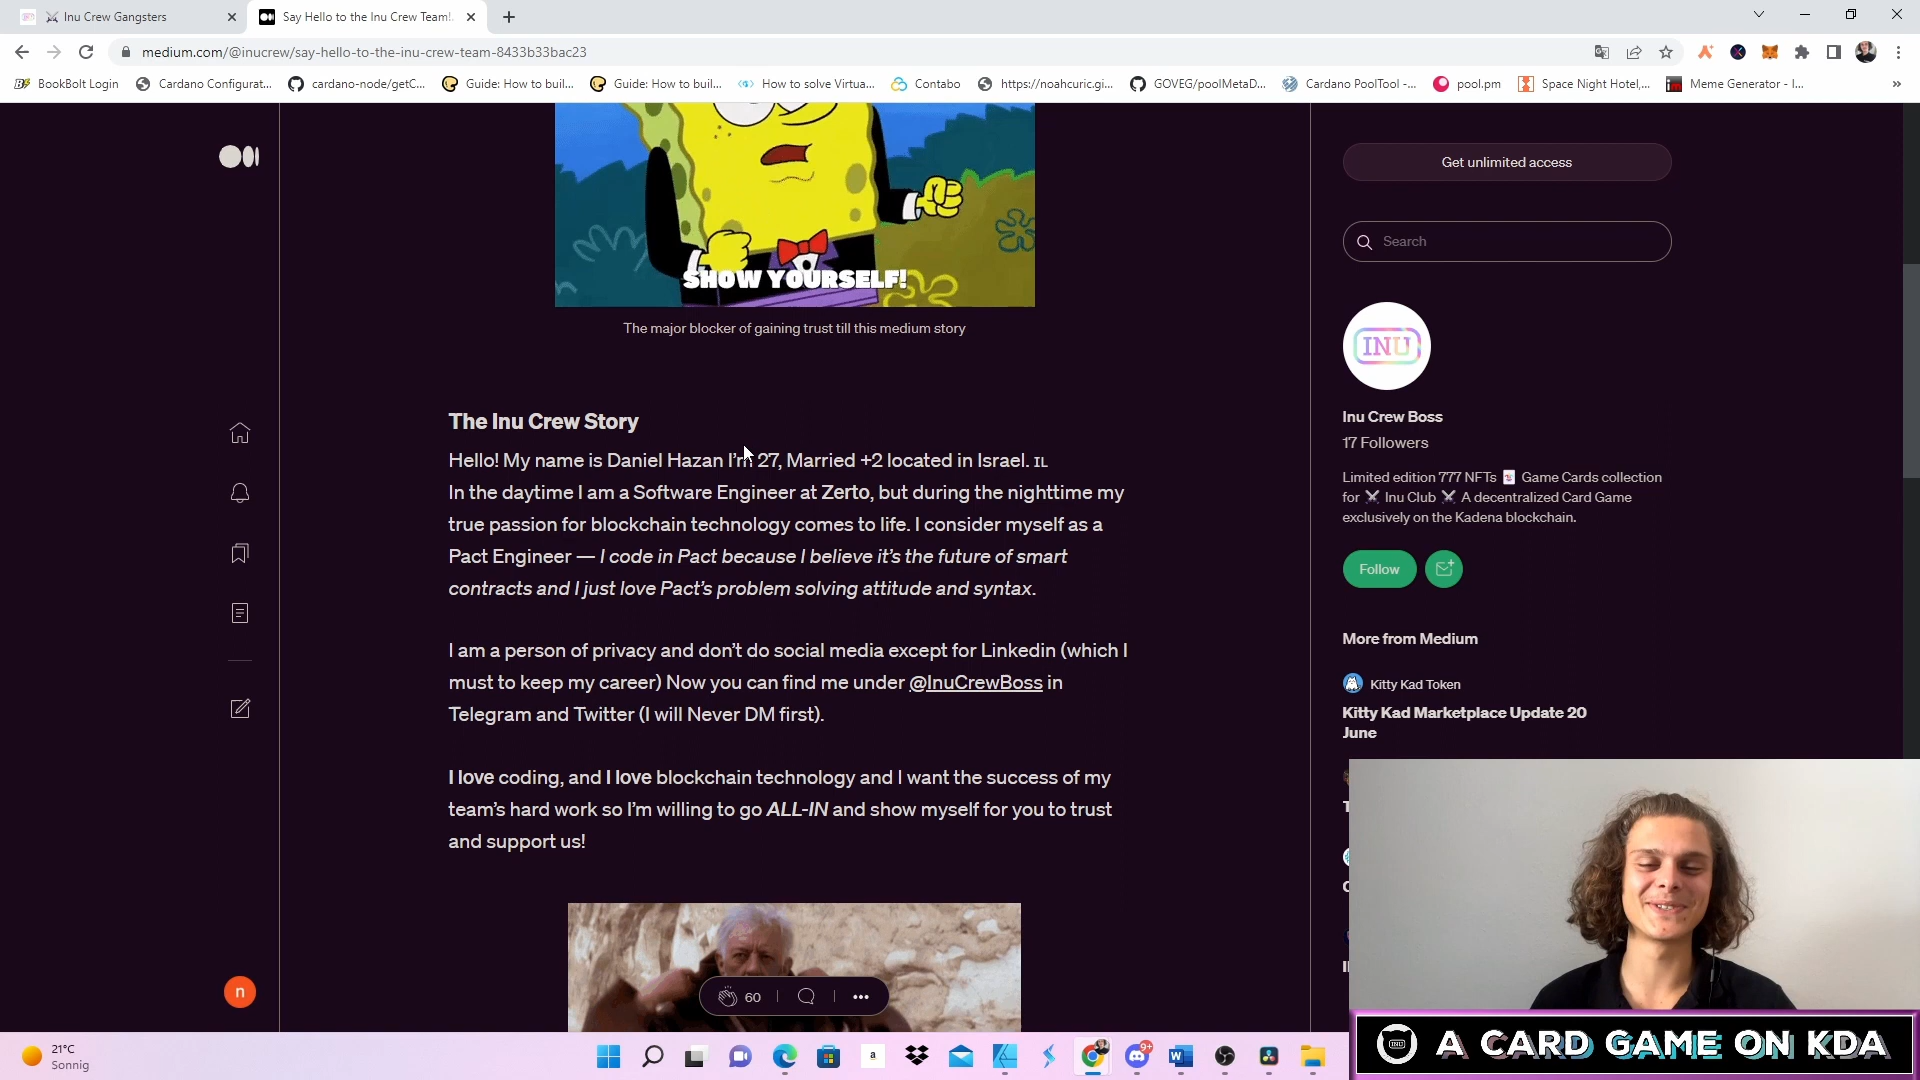 Inu Crew Gangsters
Say Hello to the Inu Crew Team!.
medium.com/@inucrew/say-hello-to-the-inu-crew-team-8433b33bac23
BookBolt Login
Cardano Configurat...
cardano-node/getC...
Guide: How to buil...
Guide: How to buil...
How to solve Virtua...
Contabo
https://noahcuric.gi...
GOVEG/poolMetaD...
Cardano PoolTool -...
pool.pm
Space Night Hotel,...
im
Meme Generator - I...
»
SHOW YOURSELF!
The major blocker of gaining trust till this medium story
The Inu Crew Story
Hello! My name is Daniel Hazan I'm 27, Married +2 located in Israel. IL
In the daytime I am a Software Engineer at Zerto, but during the nighttime my
true passion for blockchain technology comes to life. I consider myself as a
Pact Engineer — I code in Pact because I believe it's the future of smart
contracts and I just love Pact's problem solving attitude and syntax.
I am a person of privacy and don't do social media except for Linkedin (which I
must to keep my career) Now you can find me under @InuCrewBoss in
Telegram and Twitter (I will Never DM first).
I love coding, and I love blockchain technology and I want the success of my
team's hard work so I'm willing to go ALL-IN and show myself for you to trust
and support us!
60
n
Get unlimited access
Search
INU
Inu Crew Boss
17 Followers
Limited edition 777 NFTs 🃏 Game Cards collection
for ⚔ Inu Club ⚔ A decentralized Card Game
exclusively on the Kadena blockchain.
Follow
More from Medium
Kitty Kad Token
Kitty Kad Marketplace Update 20
June
INU
A CARD GAME ON KDA
21°C
Sonnig
a
9+